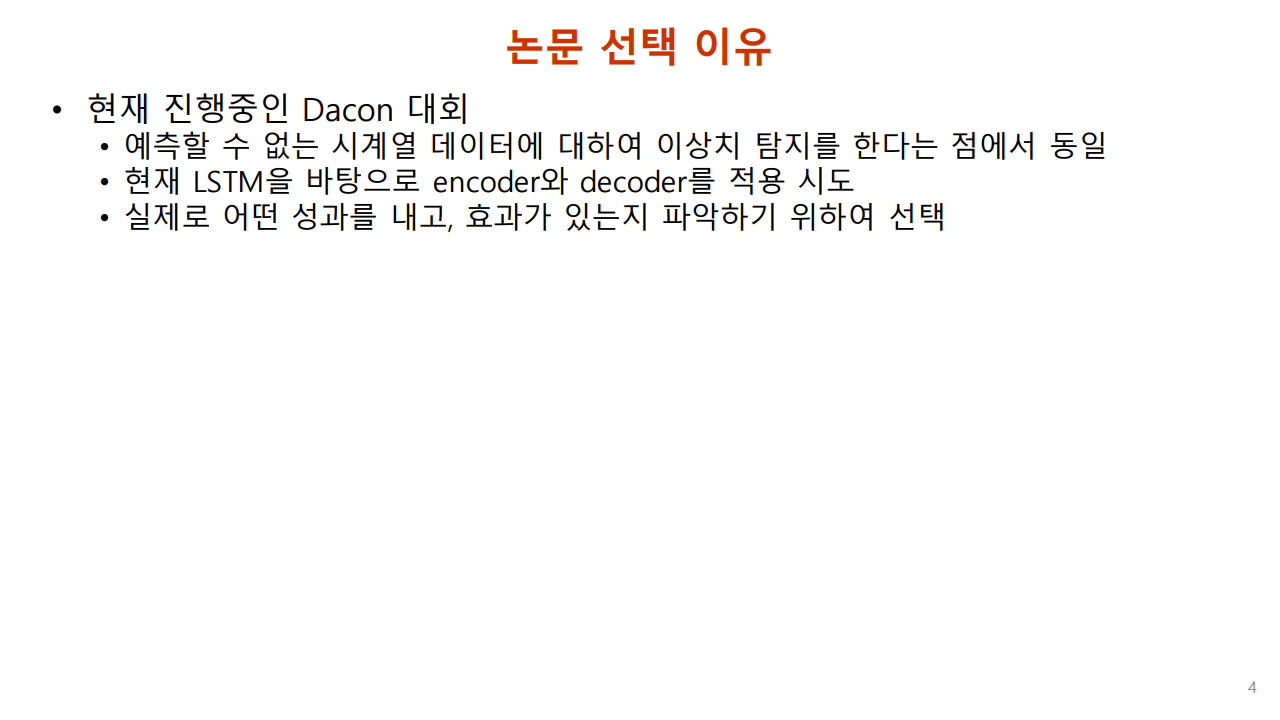 논문 선택 이유
• 현재 진행중인 Dacon 대회
• 예측할 수 없는 시계열 데이터에 대하여 이상치 탐지를 한다는 점에서 동일
• 현재 LSTM을 바탕으로 encoder와 decoder를 적용 시도
• 실제로 어떤 성과를 내고, 효과가 있는지 파악하기 위하여 선택
4